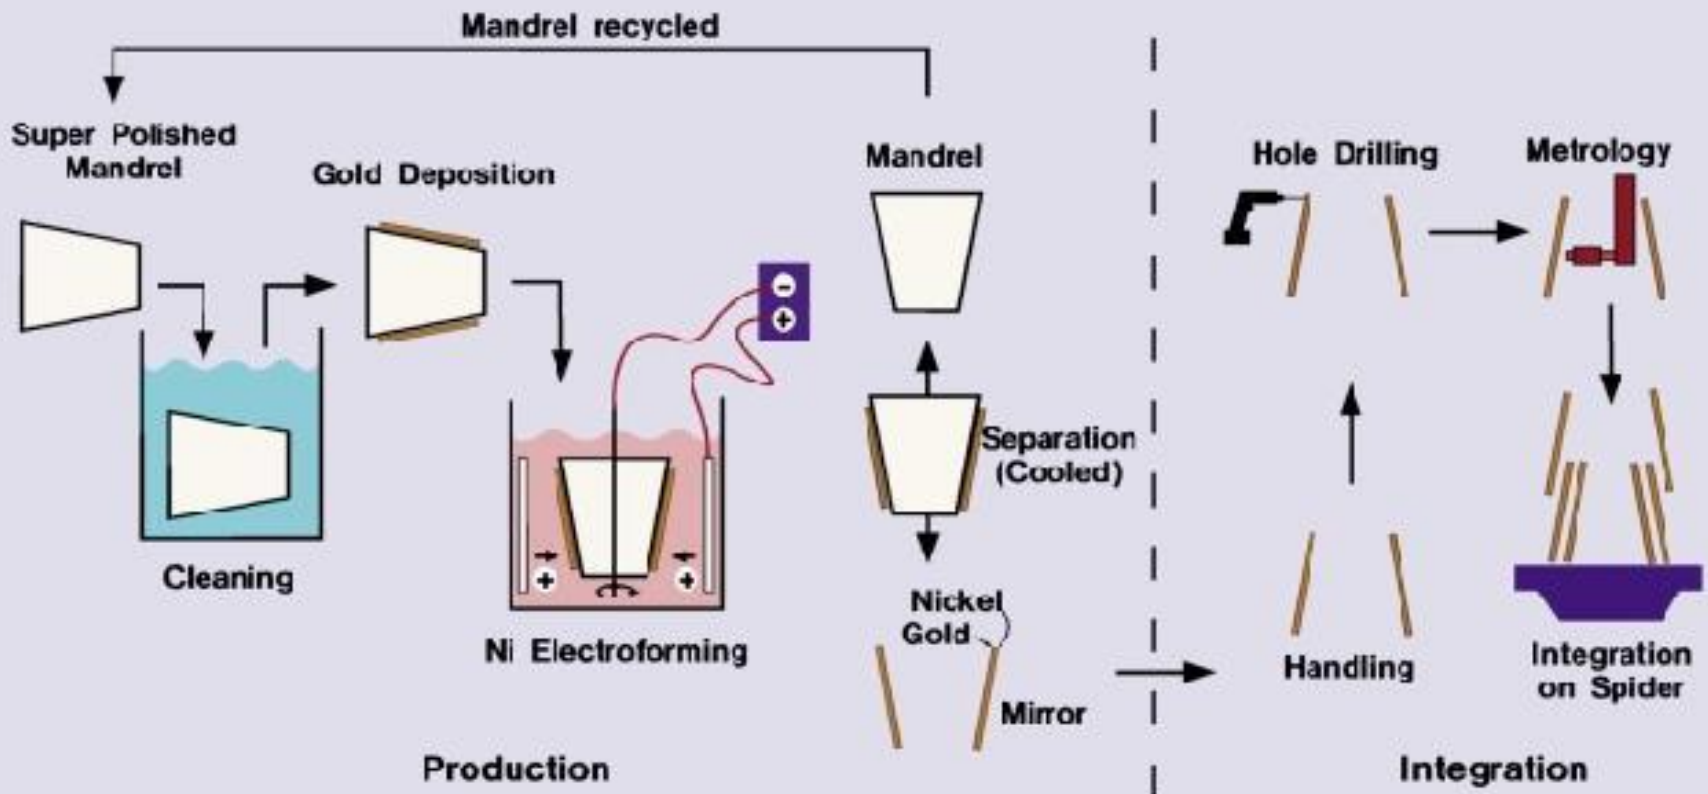 Mandrel recycled
Super Polished
Mandrel
Gold Deposition
Mandrel
Hole Drilling
Metrology
−
+
Separation
(Cooled)
+
+
Cleaning
Ni Electroforming
Nickel
Gold
Mirror
Handling
Integration
on Spider
Production
Integration